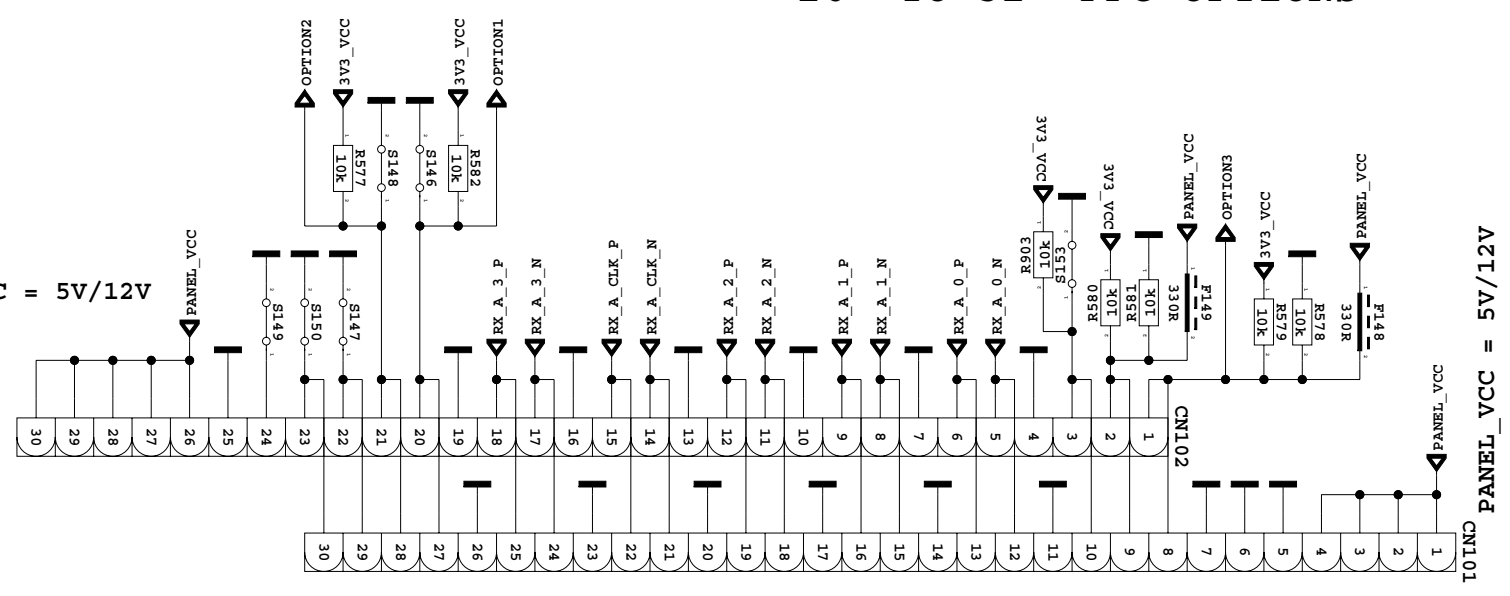 OPTION2
3V3_VCC
3V3_VCC
OPTION1
R577
10k
S148
S146
R582
10k
3V3_VCC
3V3_VCC
PANEL_VCC
OPTION3
3V3_VCC
PANEL_VCC
R903
10k
S153
R580
10k
R581
10k
F149
330R
R579
10k
R578
10k
F148
330R
PANEL_VCC = 5V/12V
C = 5V/12V
PANEL_VCC
S149
S150
S147
RX_A_3_P
RX_A_3_N
RX_A_CLK_P
RX_A_CLK_N
RX_A_2_P
RX_A_2_N
RX_A_1_P
RX_A_1_N
RX_A_0_P
RX_A_0_N
PANEL_VCC
30 29 28 27 26 25 24 23 22 21 20 19 18 17 16 15 14 13 12 11 10 9 8 7 6 5 4 3 2 1
CN102
30 29 28 27 26 25 24 23 22 21 20 19 18 17 16 15 14 13 12 11 10 9 8 7 6 5 4 3 2 1
CN101